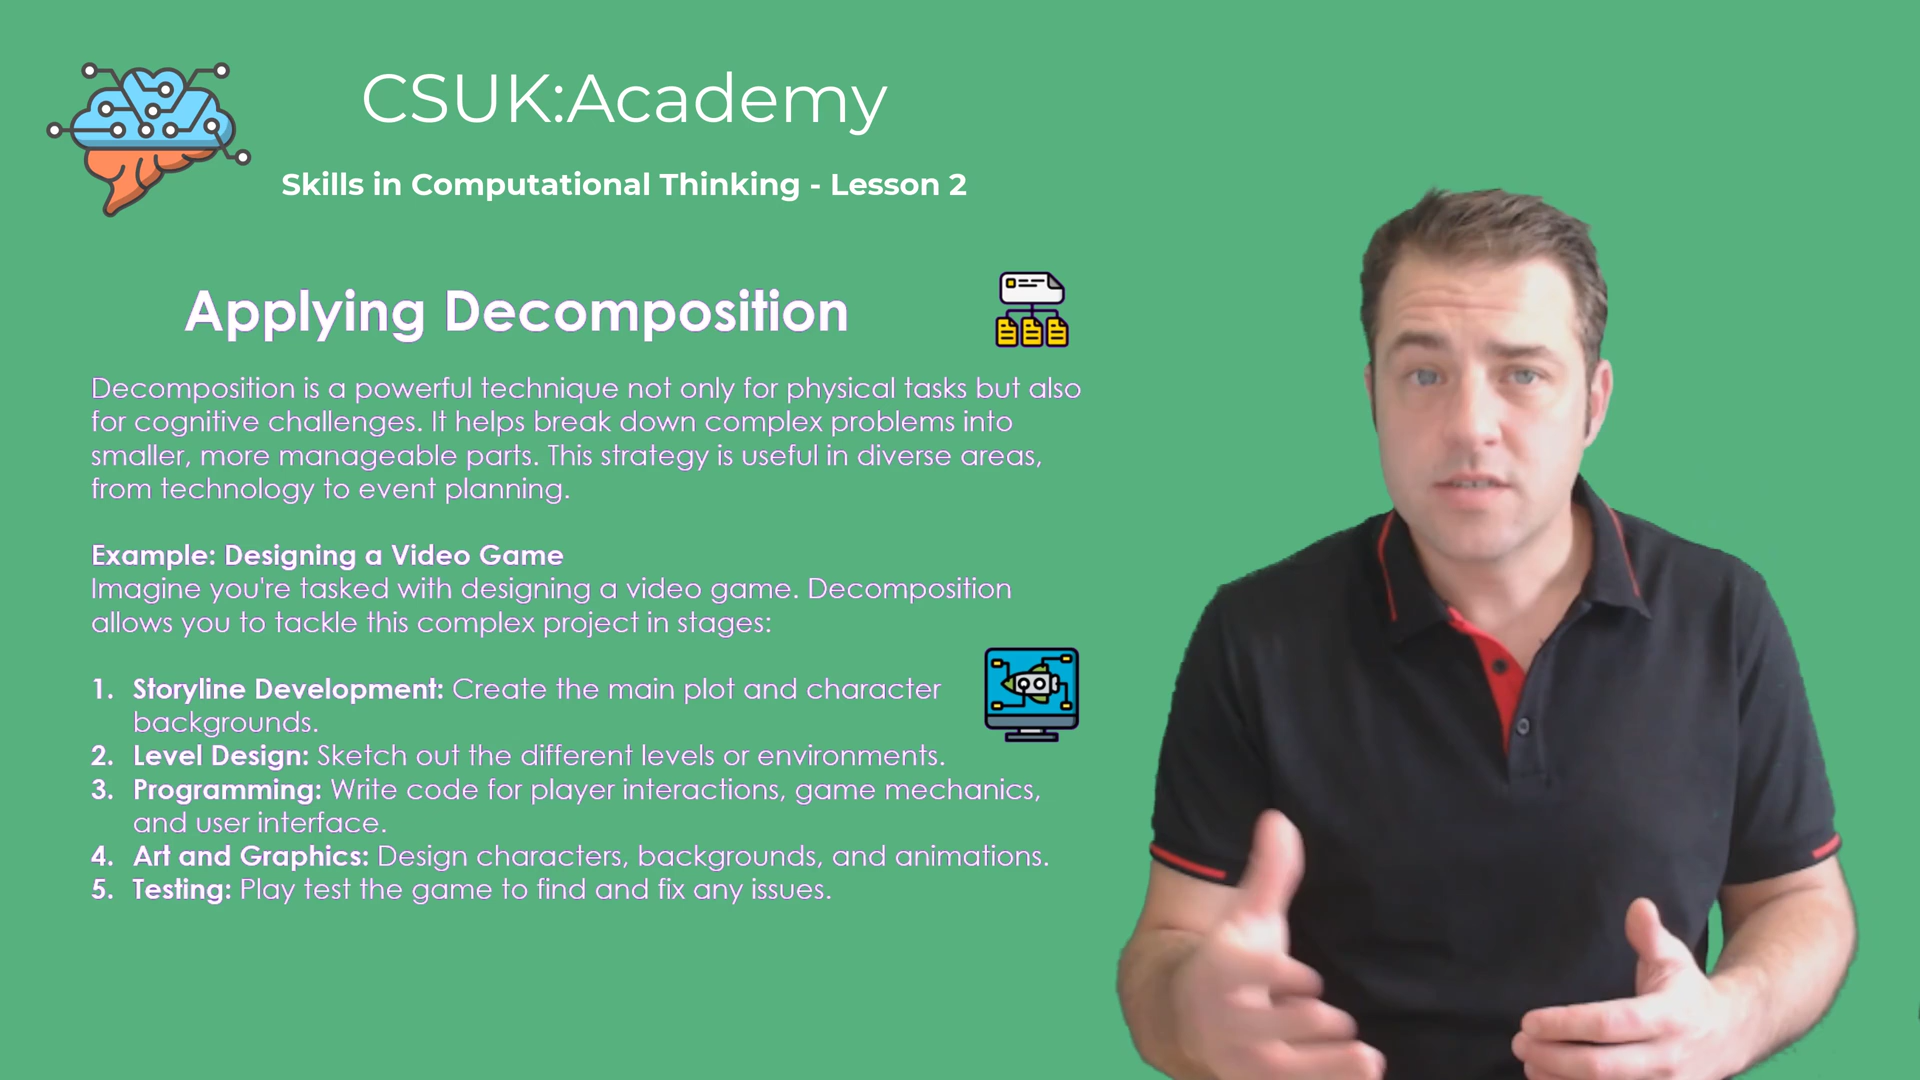 CSUK:Academy
Skills in Computational Thinking - Lesson 2
Applying Decomposition
Decomposition is a powerful technique not only for physical tasks but also
for cognitive challenges. It helps break down complex problems into
smaller, more manageable parts. This strategy is useful in diverse areas,
from technology to event planning.
Example: Designing a Video Game
Imagine you're tasked with designing a video game. Decomposition
allows you to tackle this complex project in stages:
1. Storyline Development: Create the main plot and character
backgrounds.
2. Level Design: Sketch out the different levels or environments.
3. Programming: Write code for player interactions, game mechanics,
and user interface.
4. Art and Graphics: Design characters, backgrounds, and animations.
5. Testing: Play test the game to find and fix any issues.